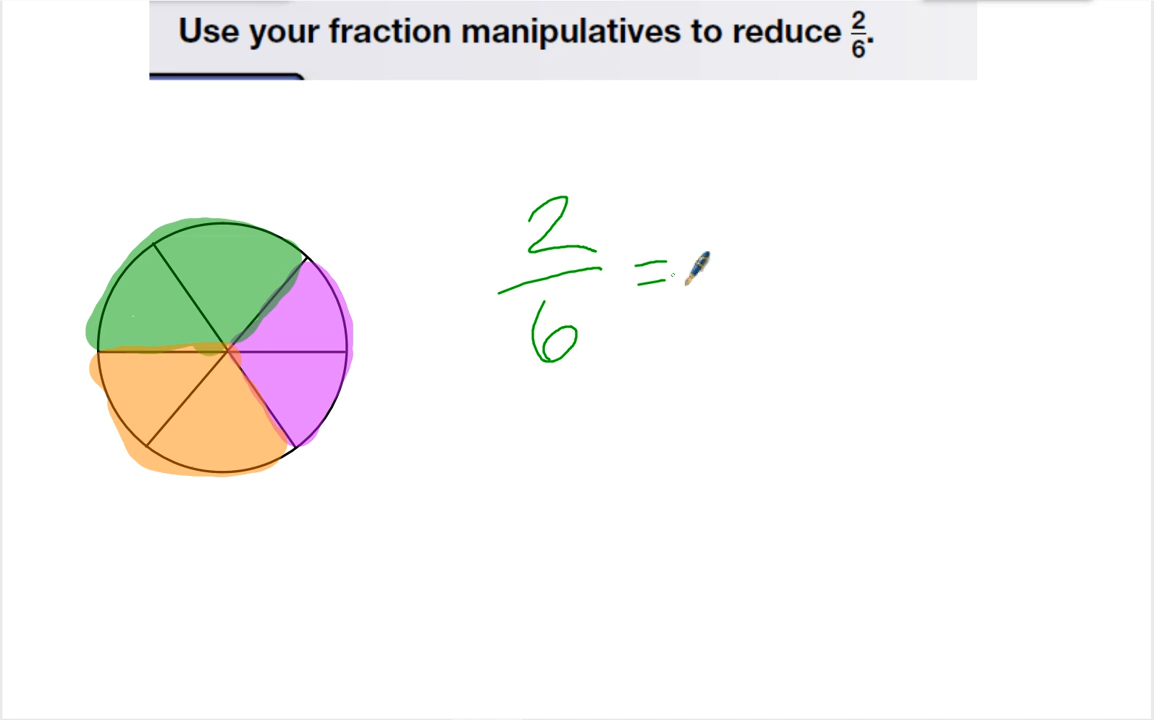 Use your fraction manipulatives to reduce 2/6.
2/6 =